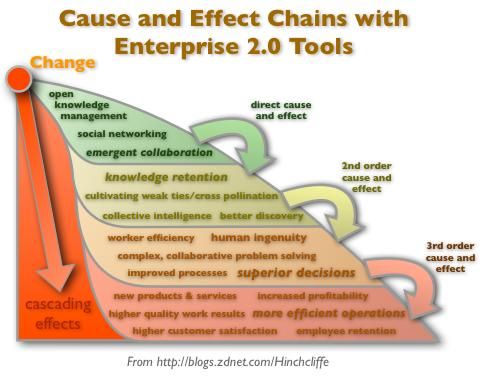 Cause and Effect Chains with
Enterprise 2.0 Tools
Change
open
knowledge
management
social networking
emergent collaboration
direct cause
and effect
knowledge retention
cultivating weak ties/cross pollination
collective intelligence better discovery
2nd order
cause and
effect
worker efficiency human ingenuity
complex, collaborative problem solving
improved processes superior decisions
3rd order
cause and
effect
new products & services increased profitability
higher quality work results more efficient operations
higher customer satisfaction employee retention
cascading
effects
From http://blogs.zdnet.com/Hinchcliffe